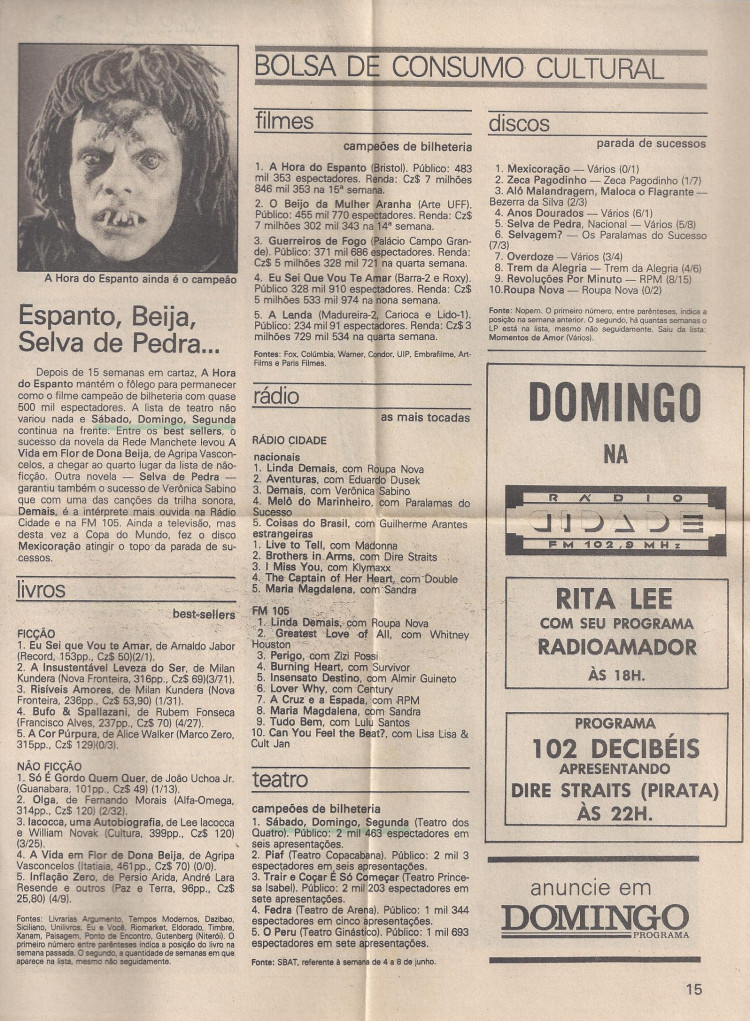 BOLSA DE CONSUMO CULTURAL
A Hora do Espanto ainda é o campeão
Espanto, Beija,
Selva de Pedra...
Depois de 15 semanas em cartaz, A Hora
do Espanto mantém o fôlego para permanecer
como o filme campeão de bilheteria com quase
500 mil espectadores. A lista de teatro não
variou nada e Sábado, Domingo, Segunda
continua na frente. Entre os best sellers, o
sucesso da novela da Rede Manchete levou A
Vida em Flor de Dona Beija, de Agripa Vascon-
celos, a chegar ao quarto lugar da lista de não-
ficção. Outra novela — Selva de Pedra —
garantiu também o sucesso de Verônica Sabino
que com uma das canções da trilha sonora,
Demais, é a intérprete mais ouvida na Rádio
Cidade e na FM 105. Ainda a televisão, mas
desta vez a Copa do Mundo, fez o disco
Mexicoração atingir o topo da parada de su-
cessos.
livros
best-sellers
FICÇÃO
1. Eu Sei que Vou te Amar, de Arnaldo Jabor
(Record, 153pp., Cz$ 50)(2/1).
2. A Insustentável Leveza do Ser, de Milan
Kundera (Nova Fronteira, 316pp., Cz$ 69)(3/71).
3. Risíveis Amores, de Milan Kundera (Nova
Fronteira, 236pp., Cz$ 53,90) (1/31).
4. Bufo & Spallazani, de Rubem Fonseca
(Francisco Alves, 237pp., Cz$ 70) (4/27).
5. A Cor Púrpura, de Alice Walker (Marco Zero,
315pp., Cz$ 129)(0/3).
NÃO FICÇÃO
1. Só É Gordo Quem Quer, de João Uchoa Jr.
(Guanabara, 101pp., Cz$ 49) (1/13).
2. Olga, de Fernando Morais (Alfa-Omega,
314pp., Cz$ 120) (2/32).
3. Iacocca, uma Autobiografia, de Lee Iacocca
e William Novak (Cultura, 399pp., Cz$ 120)
(3/25).
4. A Vida em Flor de Dona Beija, de Agripa
Vasconcelos (Itatiaia, 461pp., Cz$ 70) (0/0).
5. Inflação Zero, de Persio Arida, André Lara
Resende e outros (Paz e Terra, 96pp., Cz$
25,80) (4/9).
Fontes: Livrarias Argumento, Tempos Modernos, Dazibao,
Siciliano, Unilivros, Eu e Você, Riomarket, Eldorado, Timbre,
Xanam, Paisagem, Ponto de Encontro, Gutenberg (Niterói). O
primeiro número entre parênteses indica a posição do livro na
semana passada. O segundo, a quantidade de semanas em que
aparece na lista, mesmo não seguidamente.
filmes
campeões de bilheteria
1. A Hora do Espanto (Bristol). Público: 483
mil 353 espectadores. Renda: Cz$ 7 milhões
846 mil 353 na 15ª semana.
2. O Beijo da Mulher Aranha (Arte UFF).
Público: 455 mil 770 espectadores. Renda: Cz$
7 milhões 302 mil 343 na 14ª semana.
3. Guerreiros de Fogo (Palácio Campo Gran-
de). Público: 371 mil 686 espectadores. Renda:
Cz$ 5 milhões 328 mil 721 na quarta semana.
4. Eu Sei Que Vou Te Amar (Barra-2 e Roxy).
Público 328 mil 910 espectadores. Renda: Cz$
5 milhões 533 mil 974 na nona semana.
5. A Landa (Madureira-2, Carioca e Lido-1).
Público: 234 mil 91 espectadores. Renda: Cz$ 3
milhões 729 mil 534 na quarta semana.
Fontes: Fox, Colúmbia, Warner, Condor, UIP, Embrafilme, Art-
Films e Paris Filmes.
rádio
as mais tocadas
RÁDIO CIDADE
nacionais
1. Linda Demais, com Roupa Nova
2. Aventuras, com Eduardo Dusek
3. Demais, com Verônica Sabino
4. Melô do Marinheiro, com Paralamas do
Sucesso
5. Coisas do Brasil, com Guilherme Arantes
estrangeiras
1. Live to Tell, com Madonna
2. Brothers in Arms, com Dire Straits
3. I Miss You, com Klymaxx
4. The Captain of Her Heart, com Double
5. Maria Magdalena, com Sandra
FM 105
1. Linda Demais, com Roupa Nova
2. Greatest Love of All, com Whitney
Houston
3. Perigo, com Zizi Possi
4. Burning Heart, com Survivor
5. Insensato Destino, com Almir Guineto
6. Lover Why, com Century
7. A Cruz e a Espada, com RPM
8. Maria Magdalena, com Sandra
9. Tudo Bem, com Lulu Santos
10. Can You Feel the Beat?, com Lisa Lisa &
Cult Jan
teatro
campeões de bilheteria
1. Sábado, Domingo, Segunda (Teatro dos
Quatro). Público: 2 mil 463 espectadores em
seis apresentações.
2. Piaf (Teatro Copacabana). Público: 2 mil 3
espectadores em seis apresentações.
3. Trair e Coçar É Só Começar (Teatro Prince-
sa Isabel). Público: 2 mil 203 espectadores em
sete apresentações.
4. Fedra (Teatro de Arena). Público: 1 mil 344
espectadores em cinco apresentações.
5. O Peru (Teatro Ginástico). Público: 1 mil 693
espectadores em sete apresentações.
Fonte: SBAT, referente à semana de 4 a 8 de junho.
discos
parada de sucessos
1. Mexicoração — Vários (0/1)
2. Zeca Pagodinho — Zeca Pagodinho (1/7)
3. Alô Malandragem, Maloca o Flagrante —
Bezerra da Silva (2/3)
4. Anos Dourados — Vários (6/1)
5. Selva de Pedra, Nacional — Vários (5/8)
6. Selvagem? — Os Paralamas do Sucesso
(7/3)
7. Overdoze — Vários (3/4)
8. Trem da Alegria — Trem da Alegria (4/6)
9. Revoluções Por Minuto — RPM (8/15)
10.Roupa Nova — Roupa Nova (0/2)
Fonte: Nopem. O primeiro número, entre parênteses, indica a
posição na semana anterior. O segundo, há quantas semanas o
LP está na lista, mesmo não seguidamente. Saiu da lista:
Momentos de Amor (Vários).
DOMINGO
NA
RÁDIO
CIDADE
FM 102,9 MHz
RITA LEE
COM SEU PROGRAMA
RADIOAMADOR
ÀS 18H.
PROGRAMA
102 DECIBÉIS
APRESENTANDO
DIRE STRAITS (PIRATA)
ÀS 22H.
anuncie em
DOMINGO
PROGRAMA
15